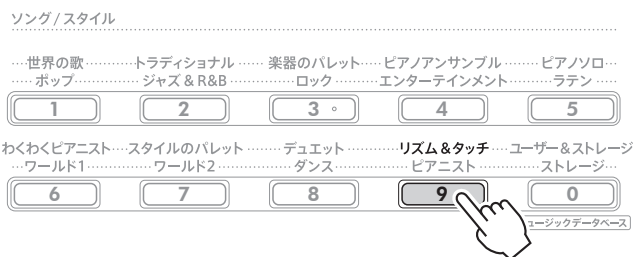 ソング/スタイル
世界の歌 トラディショナル 楽器のパレット ピアノアンサンブル ピアノソロ
ポップ ジャズ & R&B ロック エンターテインメント ラテン
1 2 3 4 5
わくわくピアニスト スタイルのパレット デュエット リズム&タッチ ユーザー&ストレージ
ワールド1 ワールド2 ダンス ピアニスト ストレージ
6 7 8 9 0
ュージックデータベース